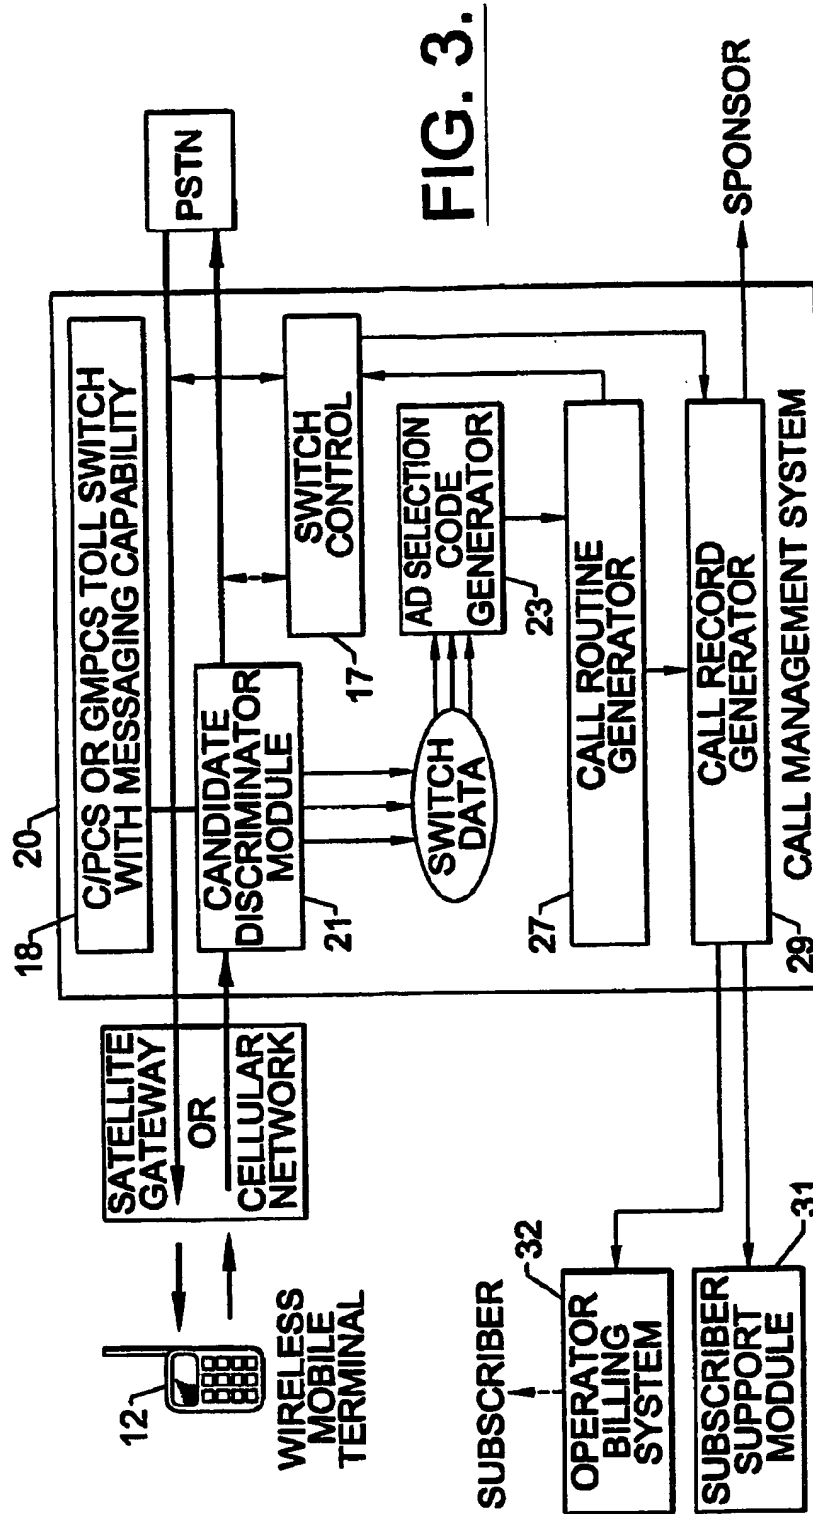 20
18
C/PCS OR GMPCS TOLL SWITCH
WITH MESSAGING CAPABILITY
PSTN
SATELLITE
GATEWAY
OR
CELLULAR
NETWORK
12
WIRELESS
MOBILE
TERMINAL
CANDIDATE
DISCRIMINATOR
MODULE
21
SWITCH
CONTROL
17
SWITCH
DATA
AD SELECTION
CODE
GENERATOR
23
FIG. 3.
CALL ROUTINE
GENERATOR
27
CALL RECORD
GENERATOR
29
CALL MANAGEMENT SYSTEM
SPONSOR
SUBSCRIBER
32
OPERATOR
BILLING
SYSTEM
SUBSCRIBER
SUPPORT
MODULE
31